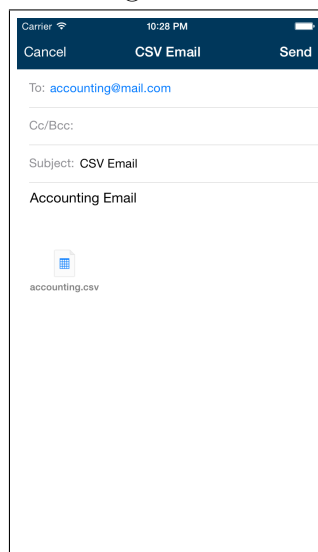 Carrier 10:28 PM
Cancel CSV Email Send
To: accounting@mail.com
Cc/Bcc:
Subject: CSV Email
Accounting Email
accounting.csv